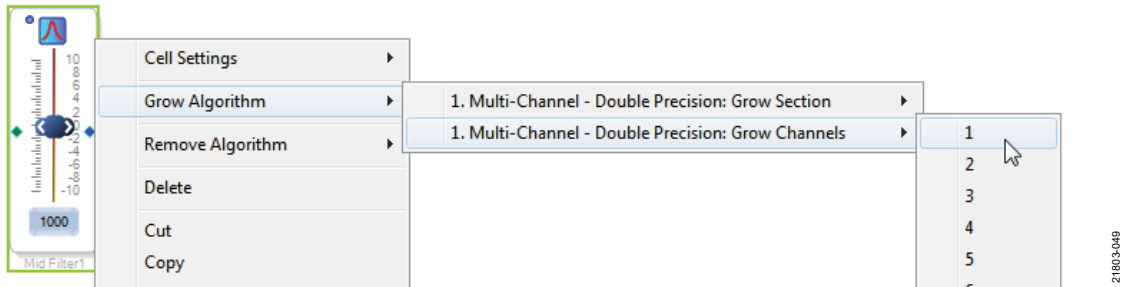 10
8
6
4
2
0
-2
-4
-6
-8
-10
1000
Mid Filter1
Cell Settings
Grow Algorithm
Remove Algorithm
Delete
Cut
Copy
1. Multi-Channel - Double Precision: Grow Section
1. Multi-Channel - Double Precision: Grow Channels
1
2
3
4
5
21803-049